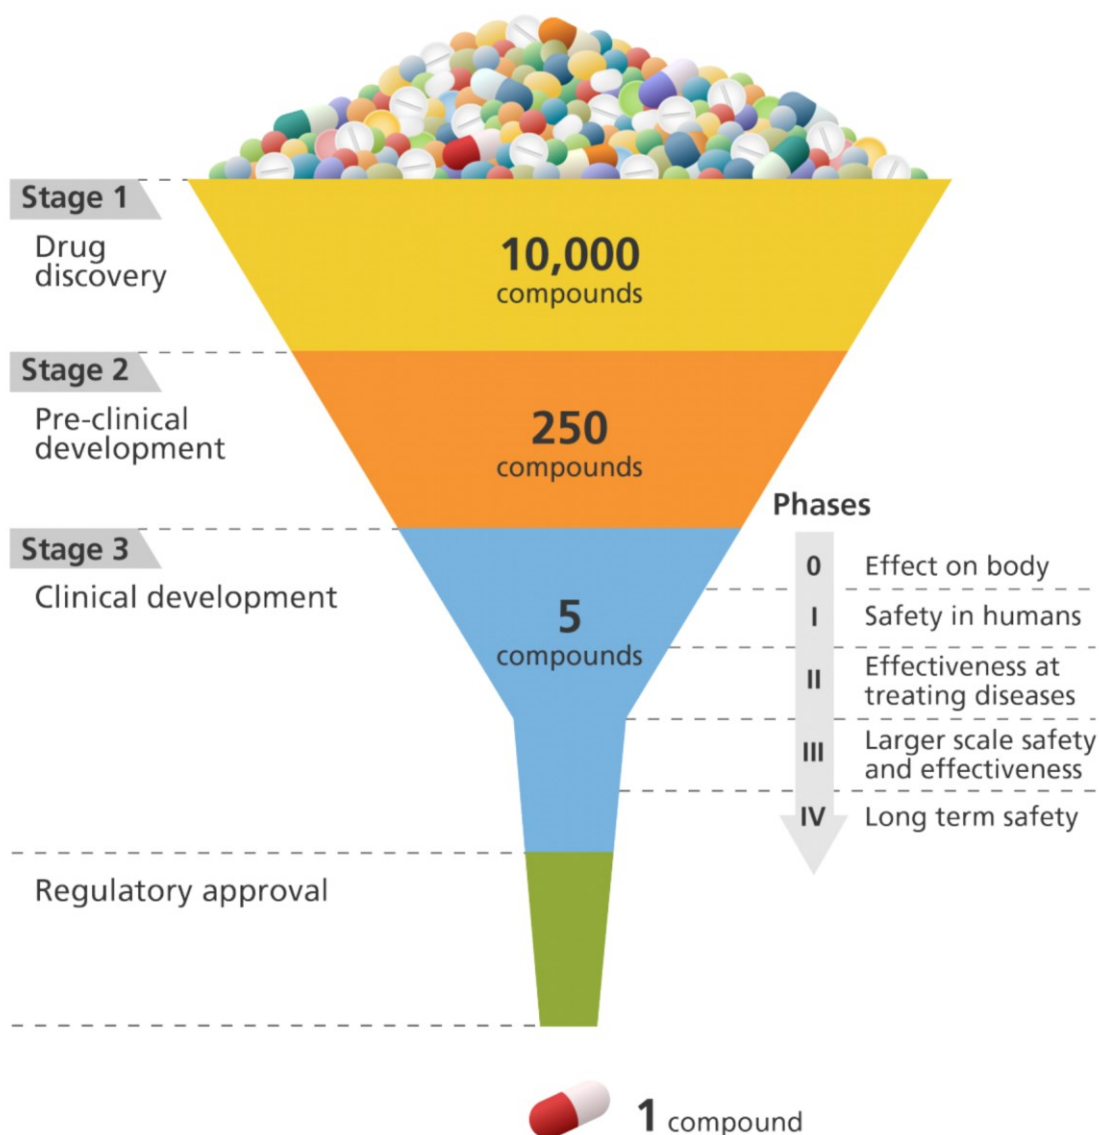 Stage 1
Drug
discovery
10,000
compounds
Stage 2
Pre-clinical
development
250
compounds
Stage 3
Clinical development
5
compounds
Phases
0 Effect on body
I Safety in humans
II Effectiveness at
treating diseases
III Larger scale safety
and effectiveness
IV Long term safety
Regulatory approval
1 compound